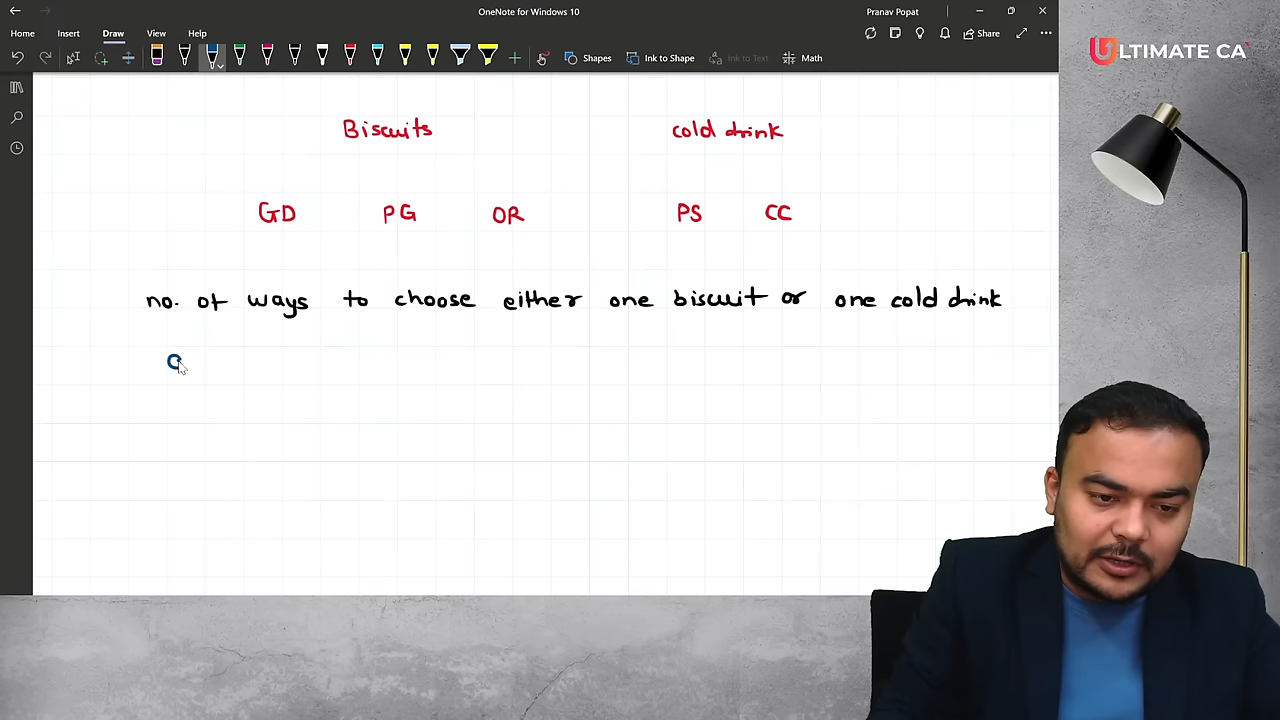 OneNote for Windows 10
Pranav Popat
Home Insert Draw View Help
Share
Shapes Ink to Shape Ink to Text Math
ULTIMATE CA
Biscuits cold drink
GD PG OR PS CC
no. of ways to choose either one biscuit or one cold drink